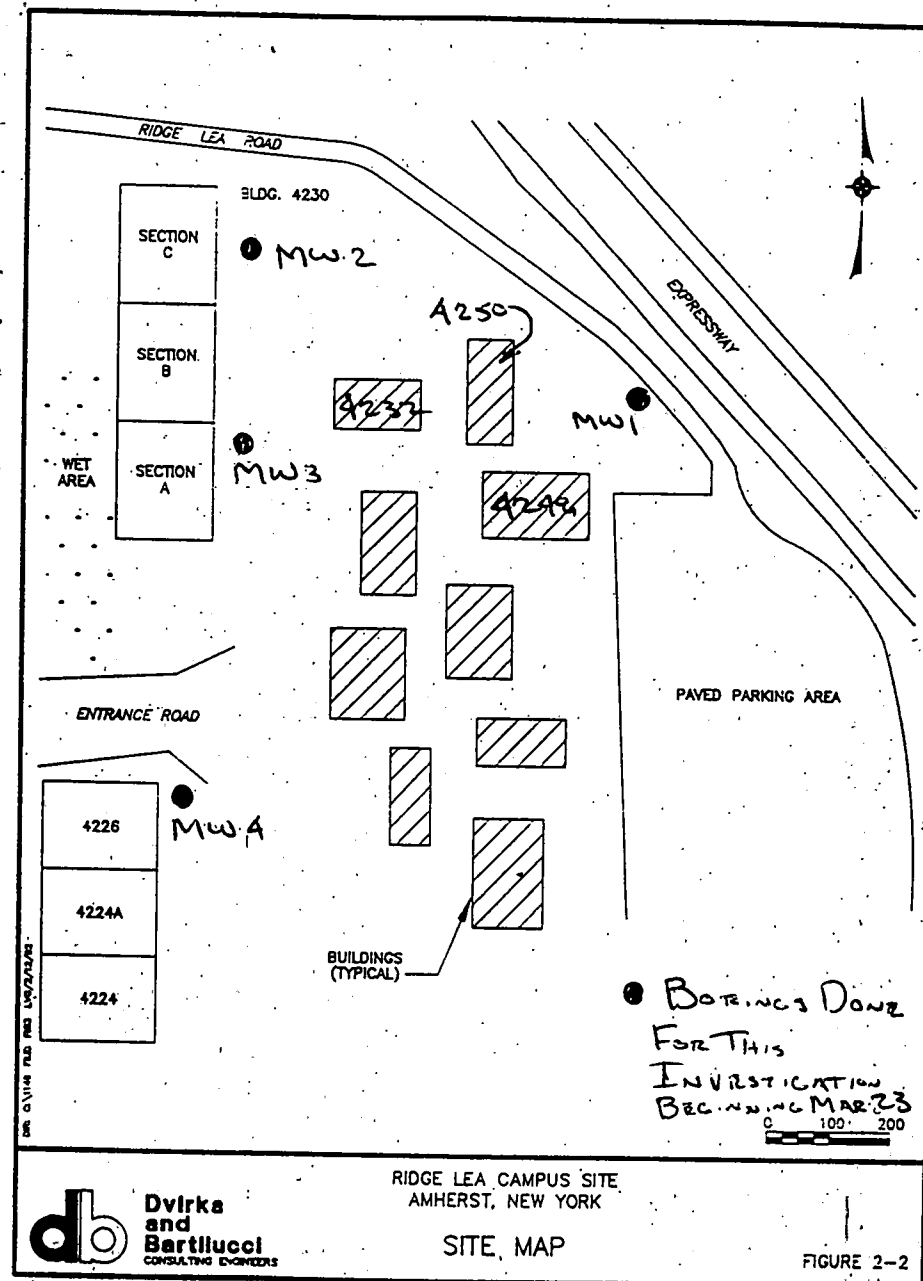 RIDGE LEA ROAD
BLDG. 4230
SECTION
C
MW.2
EXPRESSWAY
4250
SECTION
B
4232
MW1
WET
AREA
SECTION
A
MW3
ENTRANCE ROAD
PAVED PARKING AREA
4226
MW.4
4224A
BUILDINGS
(TYPICAL)
4224
BORINGS DONE
FOR THIS
INVESTIGATION
BEGINNING MAR 23
0 100 200
db
Dvirka
and
Bartilucci
CONSULTING ENGINEERS
RIDGE LEA CAMPUS SITE
AMHERST, NEW YORK
SITE MAP
FIGURE 2-2